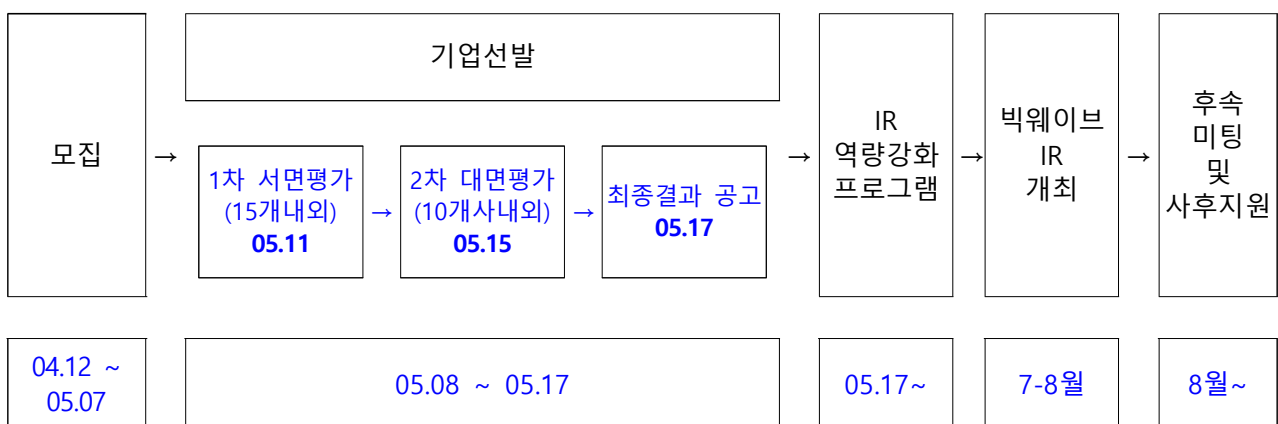 모집
→
기업선발
1차 서면평가
(15개내외)
05.11
→
2차 대면평가
(10개사내외)
05.15
→
최종결과 공고
05.17
→
IR
역량강화
프로그램
→
빅웨이브
IR
개최
→
후속
미팅
및
사후지원
04.12 ~
05.07
05.08 ~ 05.17
05.17~
7-8월
8월~